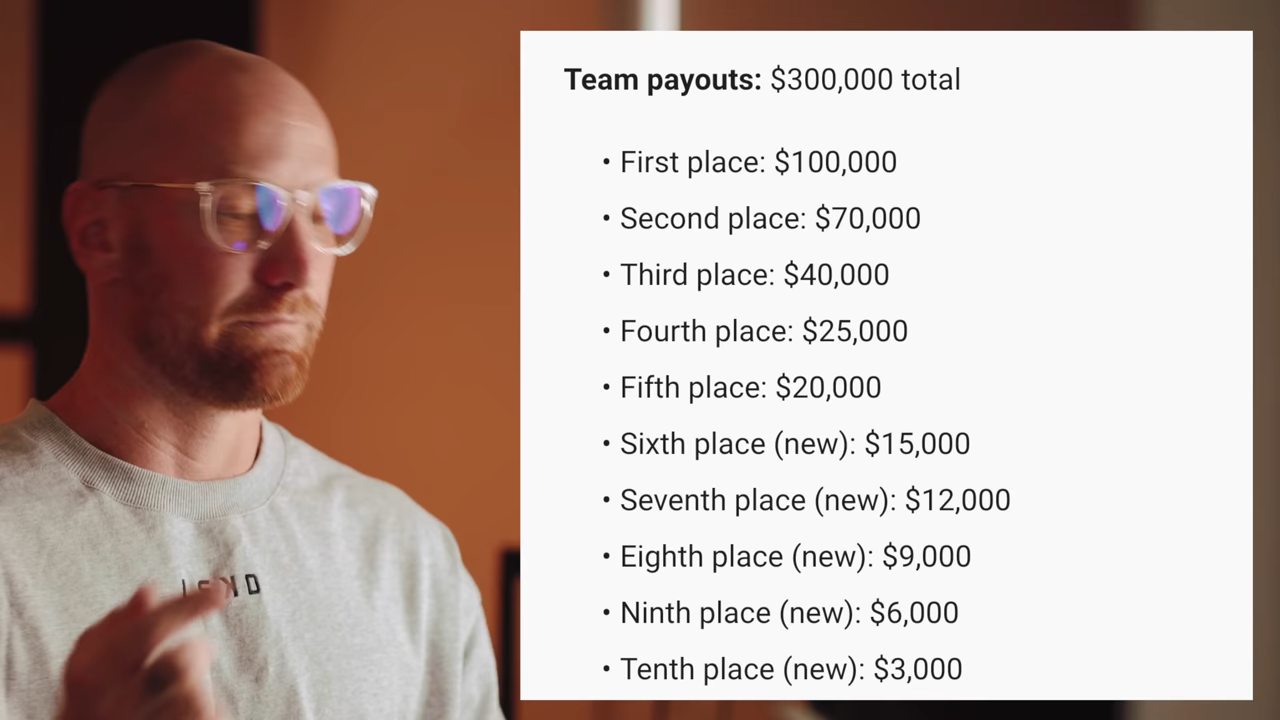 Team payouts: $300,000 total
• First place: $100,000
• Second place: $70,000
• Third place: $40,000
• Fourth place: $25,000
• Fifth place: $20,000
• Sixth place (new): $15,000
• Seventh place (new): $12,000
• Eighth place (new): $9,000
• Ninth place (new): $6,000
• Tenth place (new): $3,000